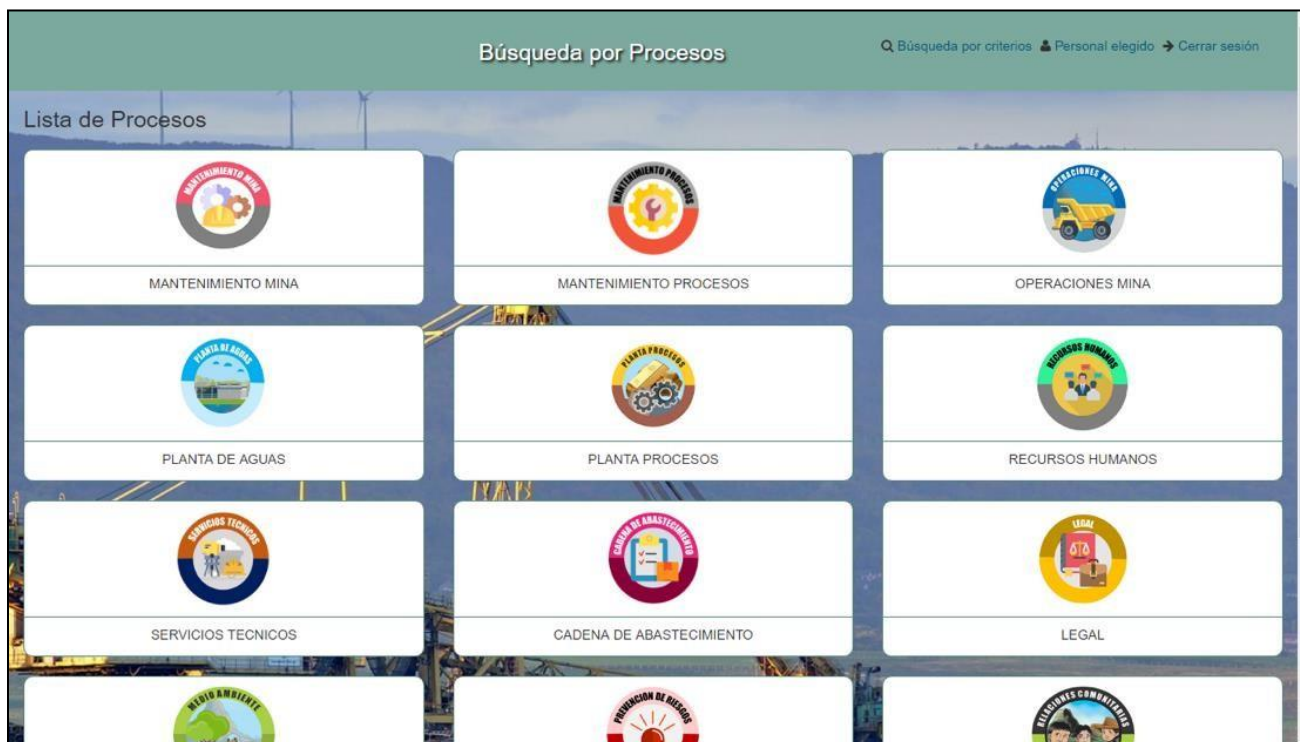 Búsqueda por Procesos
Búsqueda por criterios Personal elegido Cerrar sesión
Lista de Procesos
MANTENIMIENTO MINA
MANTENIMIENTO PROCESOS
OPERACIONES MINA
MANTENIMIENTO MINA
MANTENIMIENTO PROCESOS
OPERACIONES MINA
PLANTA DE AGUAS
PLANTA PROCESOS
RECURSOS HUMANOS
PLANTA DE AGUAS
PLANTA PROCESOS
RECURSOS HUMANOS
SERVICIOS TECNICOS
CADENA DE ABASTECIMIENTO
LEGAL
SERVICIOS TECNICOS
CADENA DE ABASTECIMIENTO
LEGAL
MEDIO AMBIENTE
PREVENCION DE RIESGOS
RELACIONES COMUNITARIAS